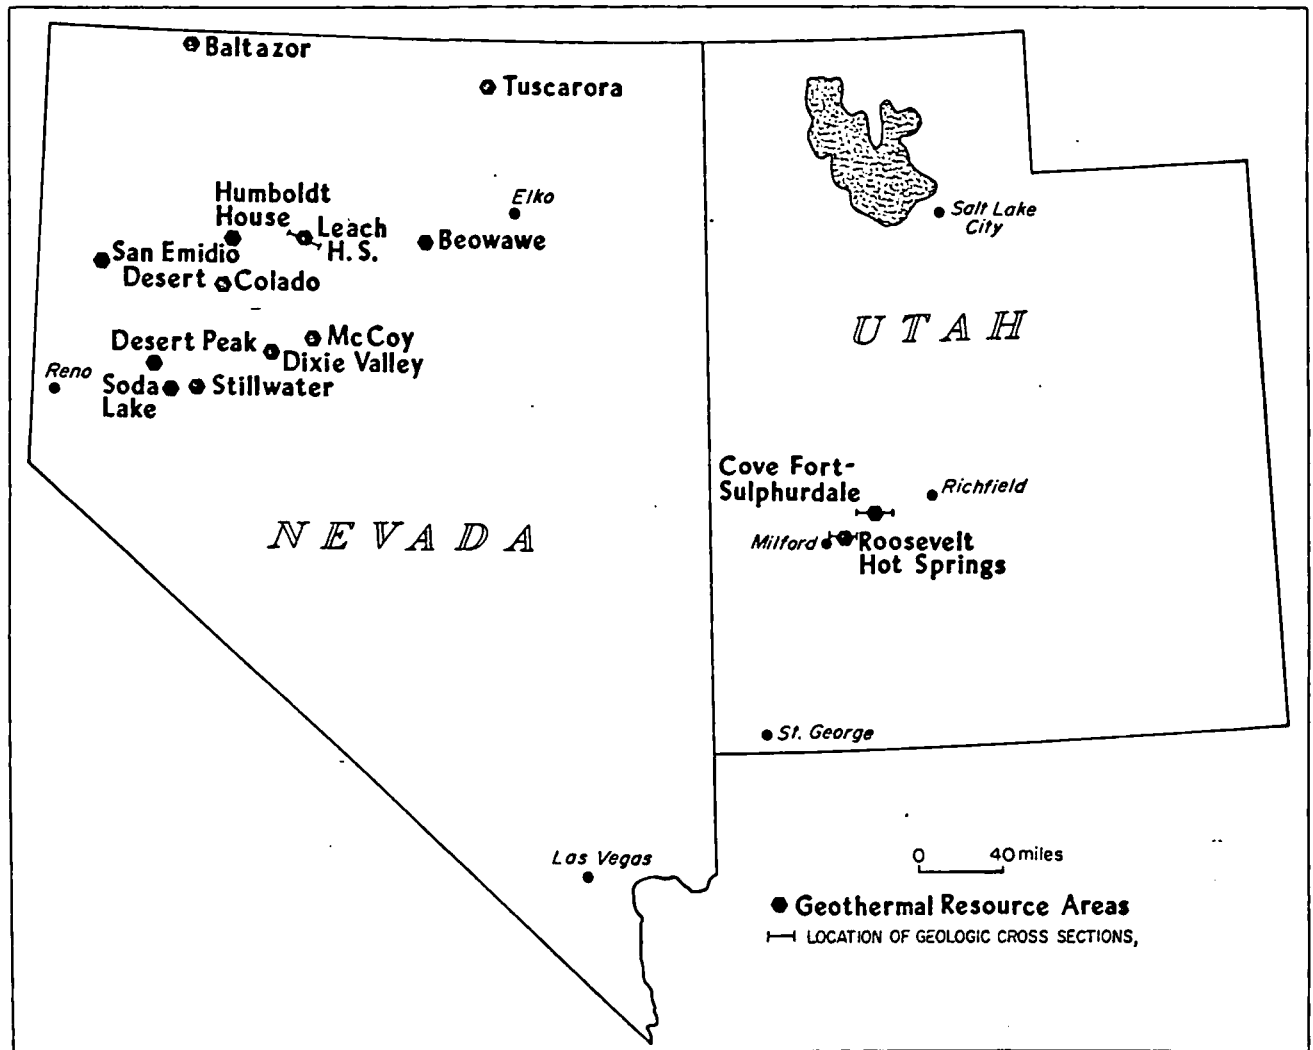 Baltazor
Tuscarora
Humboldt
House
Leach
H. S.
Elko
Beowawe
San Emidio
Desert
Colado
Desert Peak
McCoy
Dixie Valley
Reno
Soda
Lake
Stillwater
NEVADA
Las Vegas
Salt Lake
City
UTAH
Cove Fort-
Sulphurdale
Richfield
Milford
Roosevelt
Hot Springs
St. George
0 40 miles
Geothermal Resource Areas
LOCATION OF GEOLOGIC CROSS SECTIONS,